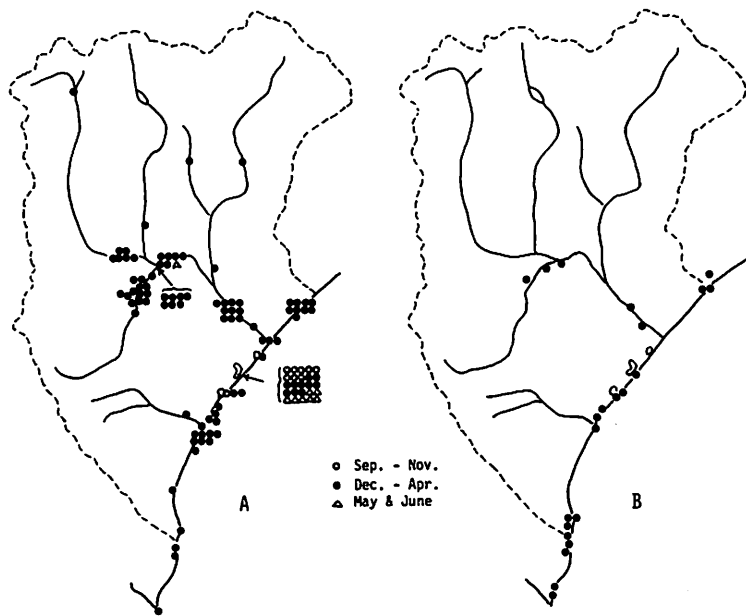 ○ Sep. - Nov.
● Dec. - Apr.
△ May & June
A
B